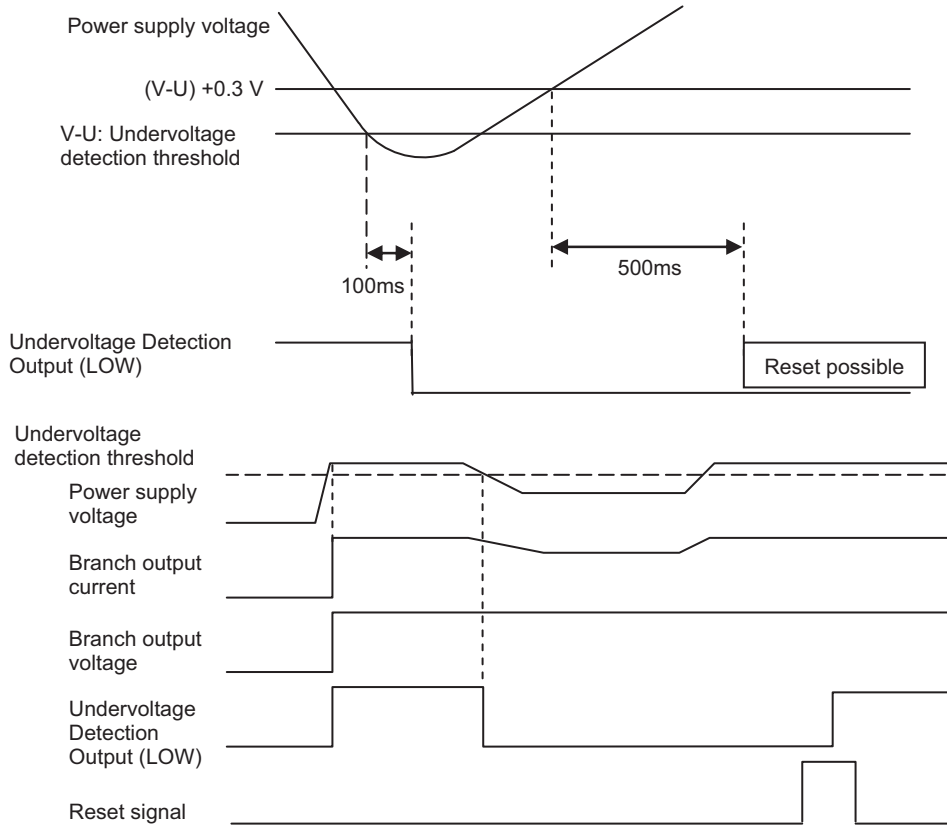 Power supply voltage
(V-U) +0.3 V
V-U: Undervoltage
detection threshold
100ms
500ms
Undervoltage Detection
Output (LOW)
Reset possible
Undervoltage
detection threshold
Power supply
voltage
Branch output
current
Branch output
voltage
Undervoltage
Detection
Output (LOW)
Reset signal